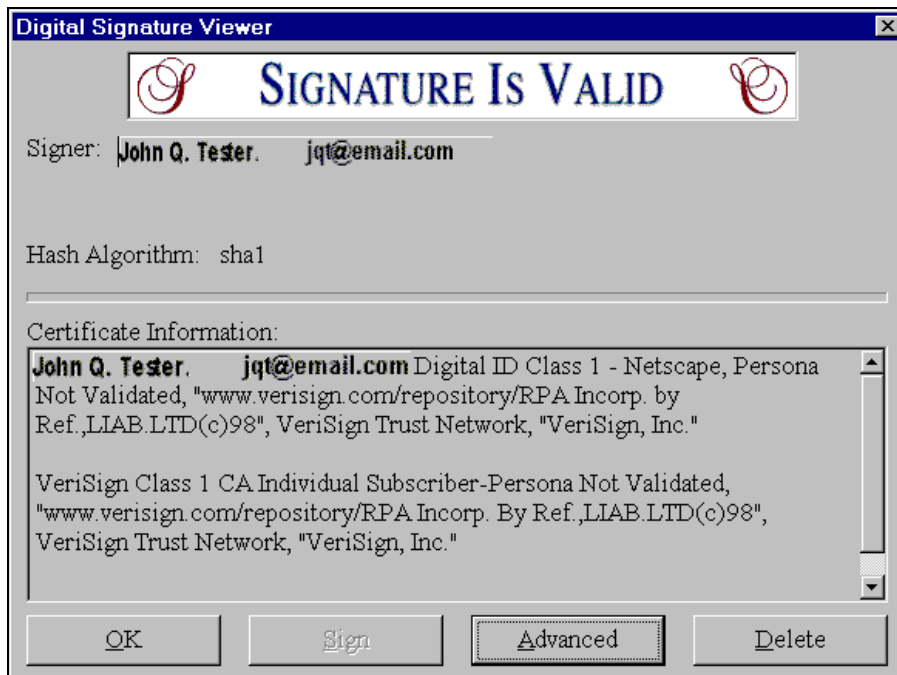 Digital Signature Viewer
SIGNATURE IS VALID
Signer: John Q. Tester. jqt@email.com
Hash Algorithm: sha1
Certificate Information:
John Q. Tester. jqt@email.com Digital ID Class 1 - Netscape, Persona
Not Validated, "www.verisign.com/repository/RPA Incorp. by
Ref.,LIAB.LTD(c)98", VeriSign Trust Network, "VeriSign, Inc."
VeriSign Class 1 CA Individual Subscriber-Persona Not Validated,
"www.verisign.com/repository/RPA Incorp. By Ref.,LIAB.LTD(c)98",
VeriSign Trust Network, "VeriSign, Inc."
OK Sign Advanced Delete